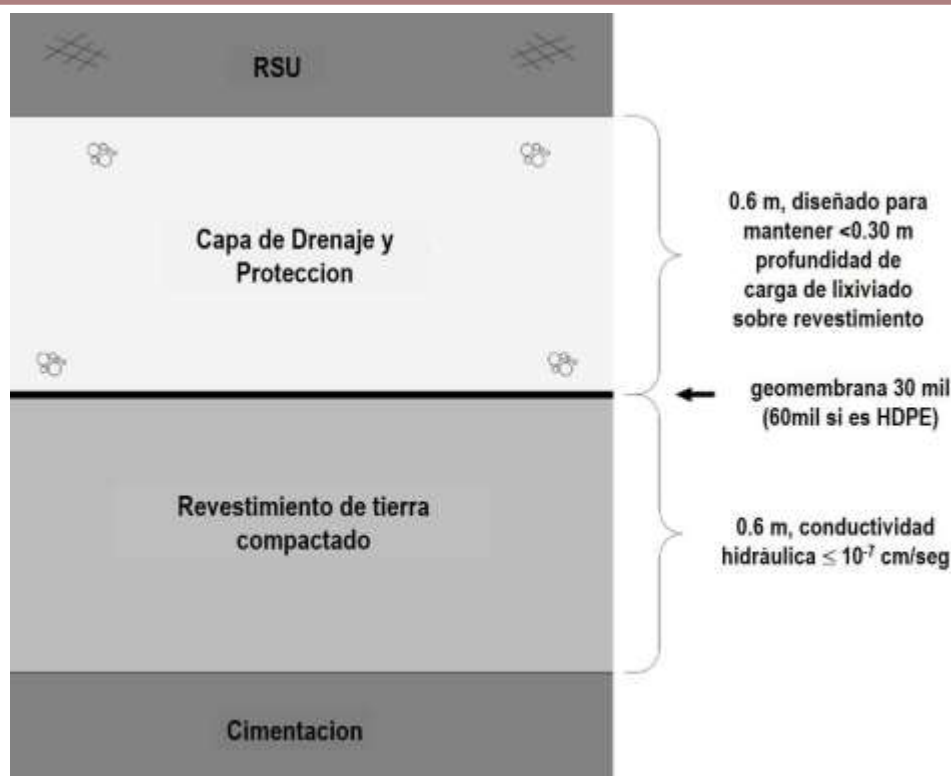 RSU
Capa de Drenaje y
Proteccion
0.6 m, diseñado para
mantener <0.30 m
profundidad de
carga de lixiviado
sobre revestimiento
geomembrana 30 mil
(60mil si es HDPE)
Revestimiento de tierra
compactado
0.6 m, conductividad
hidráulica ≤ 10⁻⁷ cm/seg
Cimentacion